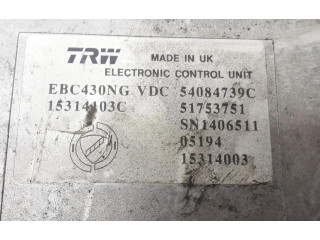 TRW MADE IN UK
ELECTRONIC CONTROL UNIT
EBC430NG VDC 54084739C
15314103C 51753751
SN1406511
05194
15314003